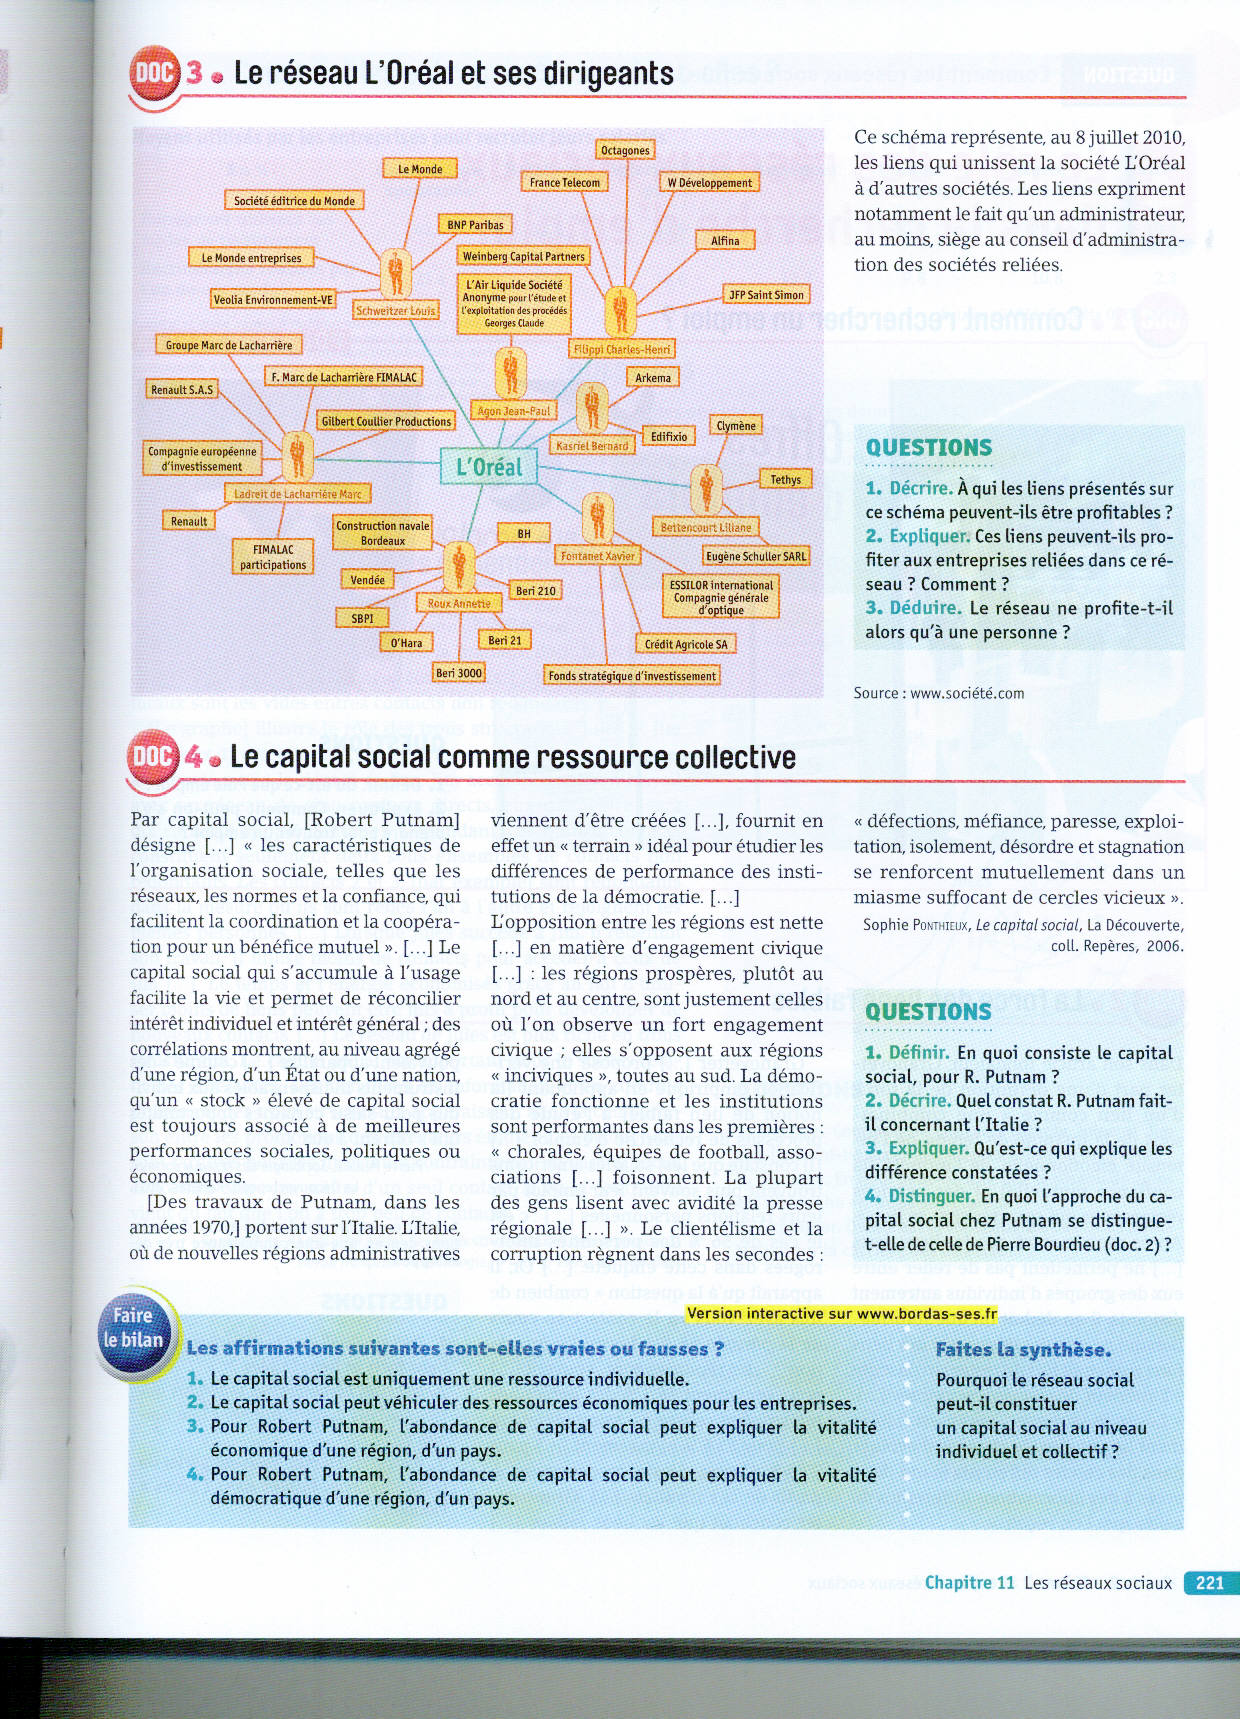 DOC 3 • Le réseau L'Oréal et ses dirigeants
Octagones
Le Monde
France Telecom
W Développement
Société éditrice du Monde
BNP Paribas
Alfina
Le Monde entreprises
Weinberg Capital Partners
L'Air Liquide Société
Anonyme pour l'étude et
l'exploitation des procédés
Georges Claude
Veolia Environnement-VE
Schweitzer Louis
JFP Saint Simon
Groupe Marc de Lacharrière
Filippi Charles-Henri
Renault S.A.S
F. Marc de Lacharrière FIMALAC
Arkema
Gilbert Coullier Productions
Agon Jean-Paul
Kasriel Bernard
Edifixio
Clymène
Compagnie européenne
d'investissement
L'Oréal
Tethys
Ladreit de Lacharrière Marc
Renault
Construction navale
Bordeaux
BH
Bettencourt Liliane
FIMALAC
participations
Fontanet Xavier
Eugène Schuller SARL
Vendée
Beri 210
ESSILOR international
Compagnie générale
d'optique
Roux Annette
SBPI
O'Hara
Beri 21
Crédit Agricole SA
Beri 3000
Fonds stratégique d'investissement
Ce schéma représente, au 8 juillet 2010,
les liens qui unissent la société L'Oréal
à d'autres sociétés. Les liens expriment
notamment le fait qu'un administrateur,
au moins, siège au conseil d'administra-
tion des sociétés reliées.
QUESTIONS
1. Décrire. À qui les liens présentés sur
ce schéma peuvent-ils être profitables ?
2. Expliquer. Ces liens peuvent-ils pro-
fiter aux entreprises reliées dans ce ré-
seau ? Comment ?
3. Déduire. Le réseau ne profite-t-il
alors qu'à une personne ?
Source : www.société.com
DOC 4 • Le capital social comme ressource collective
Par capital social, [Robert Putnam]
désigne [...] « les caractéristiques de
l'organisation sociale, telles que les
réseaux, les normes et la confiance, qui
facilitent la coordination et la coopéra-
tion pour un bénéfice mutuel ». [...] Le
capital social qui s'accumule à l'usage
facilite la vie et permet de réconcilier
intérêt individuel et intérêt général ; des
corrélations montrent, au niveau agrégé
d'une région, d'un État ou d'une nation,
qu'un « stock » élevé de capital social
est toujours associé à de meilleures
performances sociales, politiques ou
économiques.
[Des travaux de Putnam, dans les
années 1970,] portent sur l'Italie. L'Italie,
où de nouvelles régions administratives
viennent d'être créées [...], fournit en
effet un « terrain » idéal pour étudier les
différences de performance des insti-
tutions de la démocratie. [...]
L'opposition entre les régions est nette
[...] en matière d'engagement civique
[...] : les régions prospères, plutôt au
nord et au centre, sont justement celles
où l'on observe un fort engagement
civique ; elles s'opposent aux régions
« inciviques », toutes au sud. La démo-
cratie fonctionne et les institutions
sont performantes dans les premières :
« chorales, équipes de football, asso-
ciations [...] foisonnent. La plupart
des gens lisent avec avidité la presse
régionale [...] ». Le clientélisme et la
corruption règnent dans les secondes :
« défections, méfiance, paresse, exploi-
tation, isolement, désordre et stagnation
se renforcent mutuellement dans un
miasme suffocant de cercles vicieux ».
Sophie PONTHIEUX, Le capital social, La Découverte,
coll. Repères, 2006.
QUESTIONS
1. Définir. En quoi consiste le capital
social, pour R. Putnam ?
2. Décrire. Quel constat R. Putnam fait-
il concernant l'Italie ?
3. Expliquer. Qu'est-ce qui explique les
différence constatées ?
4. Distinguer. En quoi l'approche du ca-
pital social chez Putnam se distingue-
t-elle de celle de Pierre Bourdieu (doc. 2) ?
Faire
le bilan
Version interactive sur www.bordas-ses.fr
Les affirmations suivantes sont-elles vraies ou fausses ?
1. Le capital social est uniquement une ressource individuelle.
2. Le capital social peut véhiculer des ressources économiques pour les entreprises.
3. Pour Robert Putnam, l'abondance de capital social peut expliquer la vitalité
économique d'une région, d'un pays.
4. Pour Robert Putnam, l'abondance de capital social peut expliquer la vitalité
démocratique d'une région, d'un pays.
Faites la synthèse.
Pourquoi le réseau social
peut-il constituer
un capital social au niveau
individuel et collectif ?
Chapitre 11 Les réseaux sociaux 221